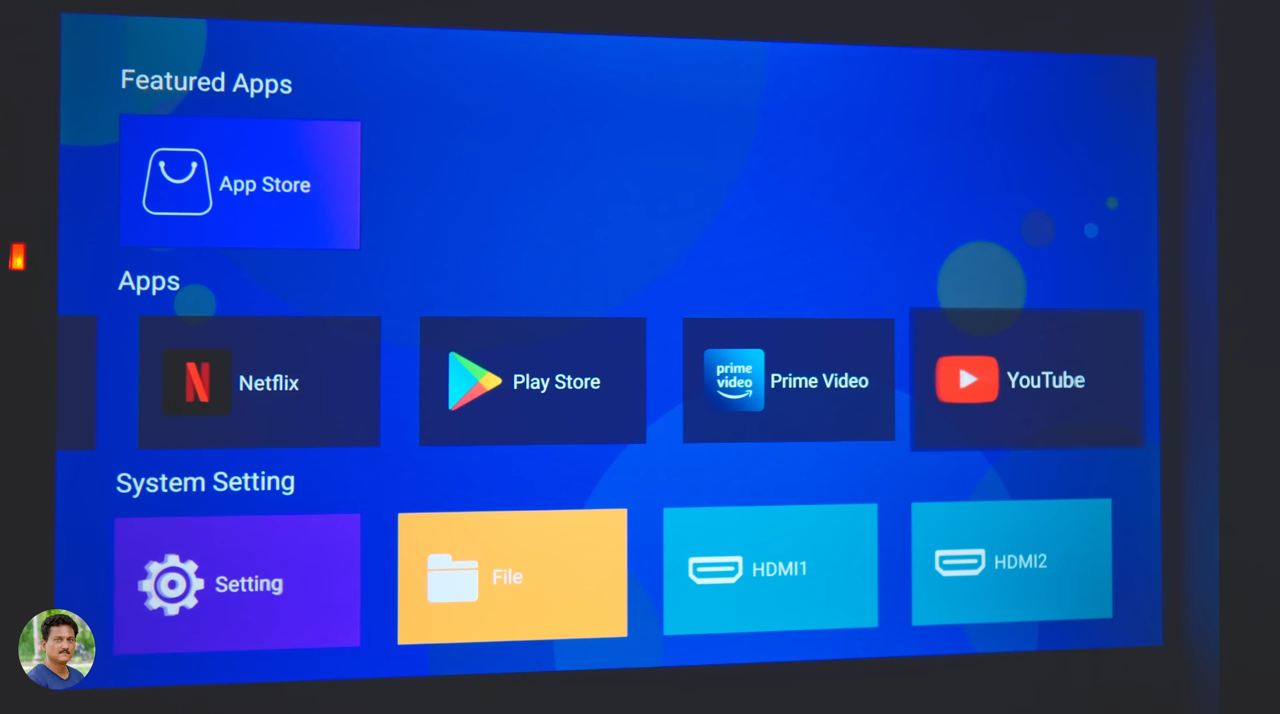 Featured Apps
App Store
Apps
N Netflix
Play Store
prime
video
Prime Video
YouTube
System Setting
Setting
File
HDMI1
HDMI2